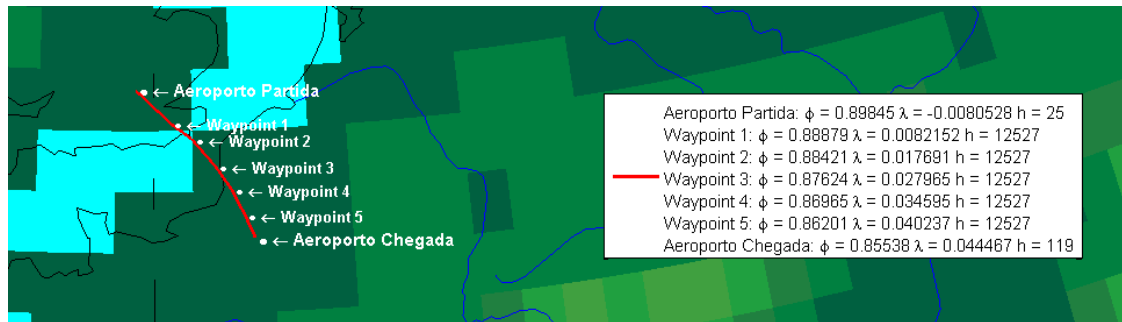 ← Aeroporto Partida
← Waypoint 1
← Waypoint 2
← Waypoint 3
← Waypoint 4
← Waypoint 5
← Aeroporto Chegada
Aeroporto Partida: ϕ = 0.89845 λ = -0.0080528 h = 25
Waypoint 1: ϕ = 0.88879 λ = 0.0082152 h = 12527
Waypoint 2: ϕ = 0.88421 λ = 0.017691 h = 12527
Waypoint 3: ϕ = 0.87624 λ = 0.027965 h = 12527
Waypoint 4: ϕ = 0.86965 λ = 0.034595 h = 12527
Waypoint 5: ϕ = 0.86201 λ = 0.040237 h = 12527
Aeroporto Chegada: ϕ = 0.85538 λ = 0.044467 h = 119